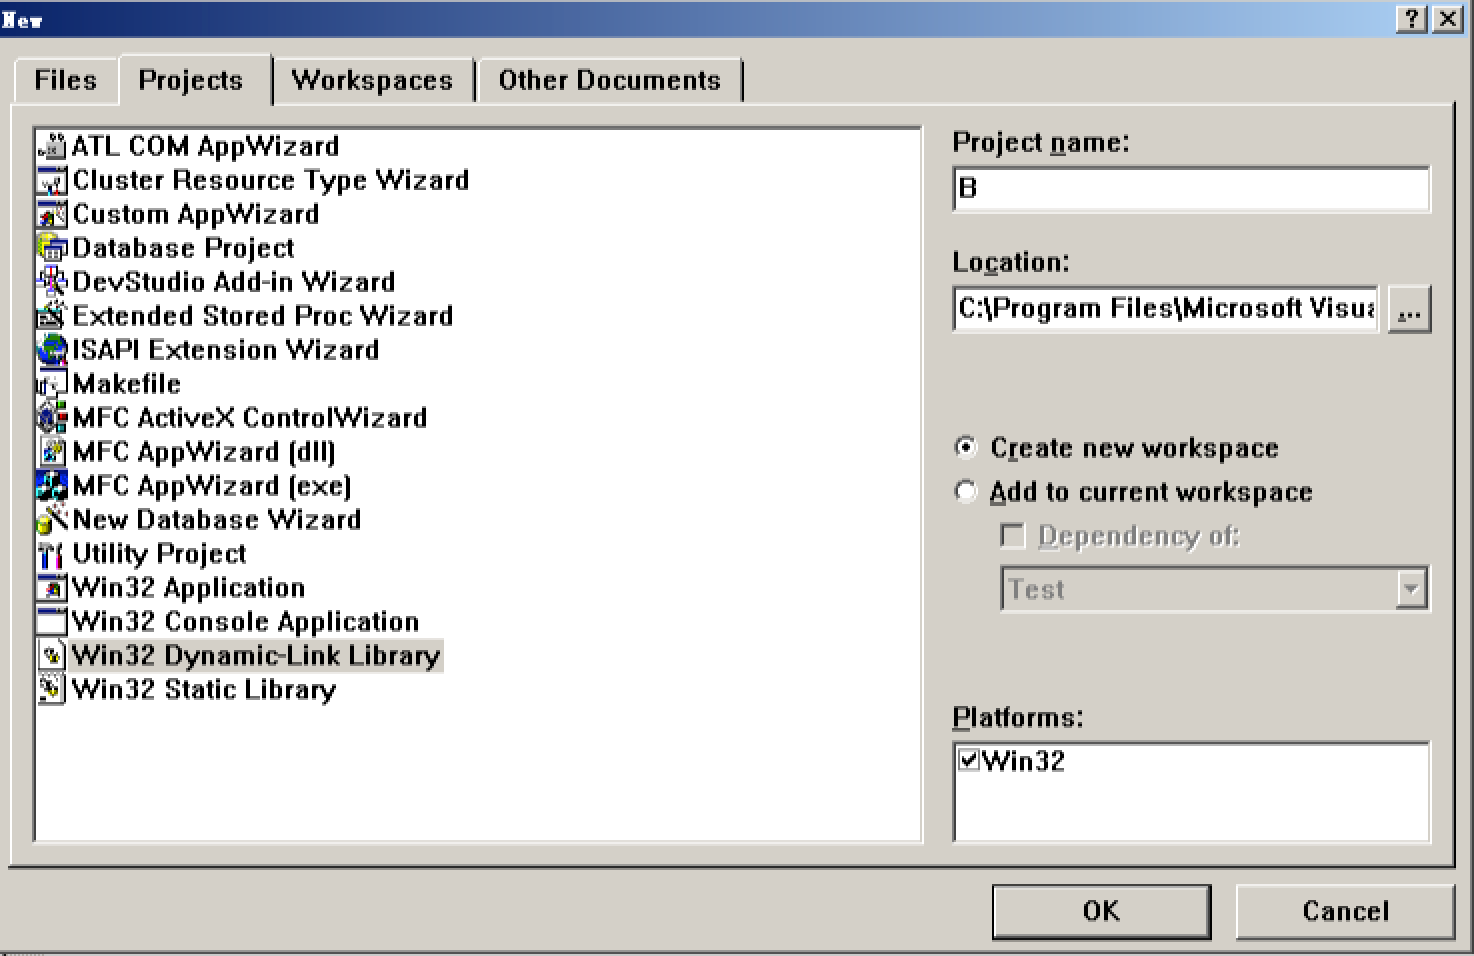 New
Files
Projects
Workspaces
Other Documents
ATL COM AppWizard
Cluster Resource Type Wizard
Custom AppWizard
Database Project
DevStudio Add-in Wizard
Extended Stored Proc Wizard
ISAPI Extension Wizard
Makefile
MFC ActiveX ControlWizard
MFC AppWizard (dll)
MFC AppWizard (exe)
New Database Wizard
Utility Project
Win32 Application
Win32 Console Application
Win32 Dynamic-Link Library
Win32 Static Library
Project name:
B
Location:
C:\Program Files\Microsoft Visua
...
Create new workspace
Add to current workspace
Dependency of:
Test
Platforms:
Win32
OK
Cancel